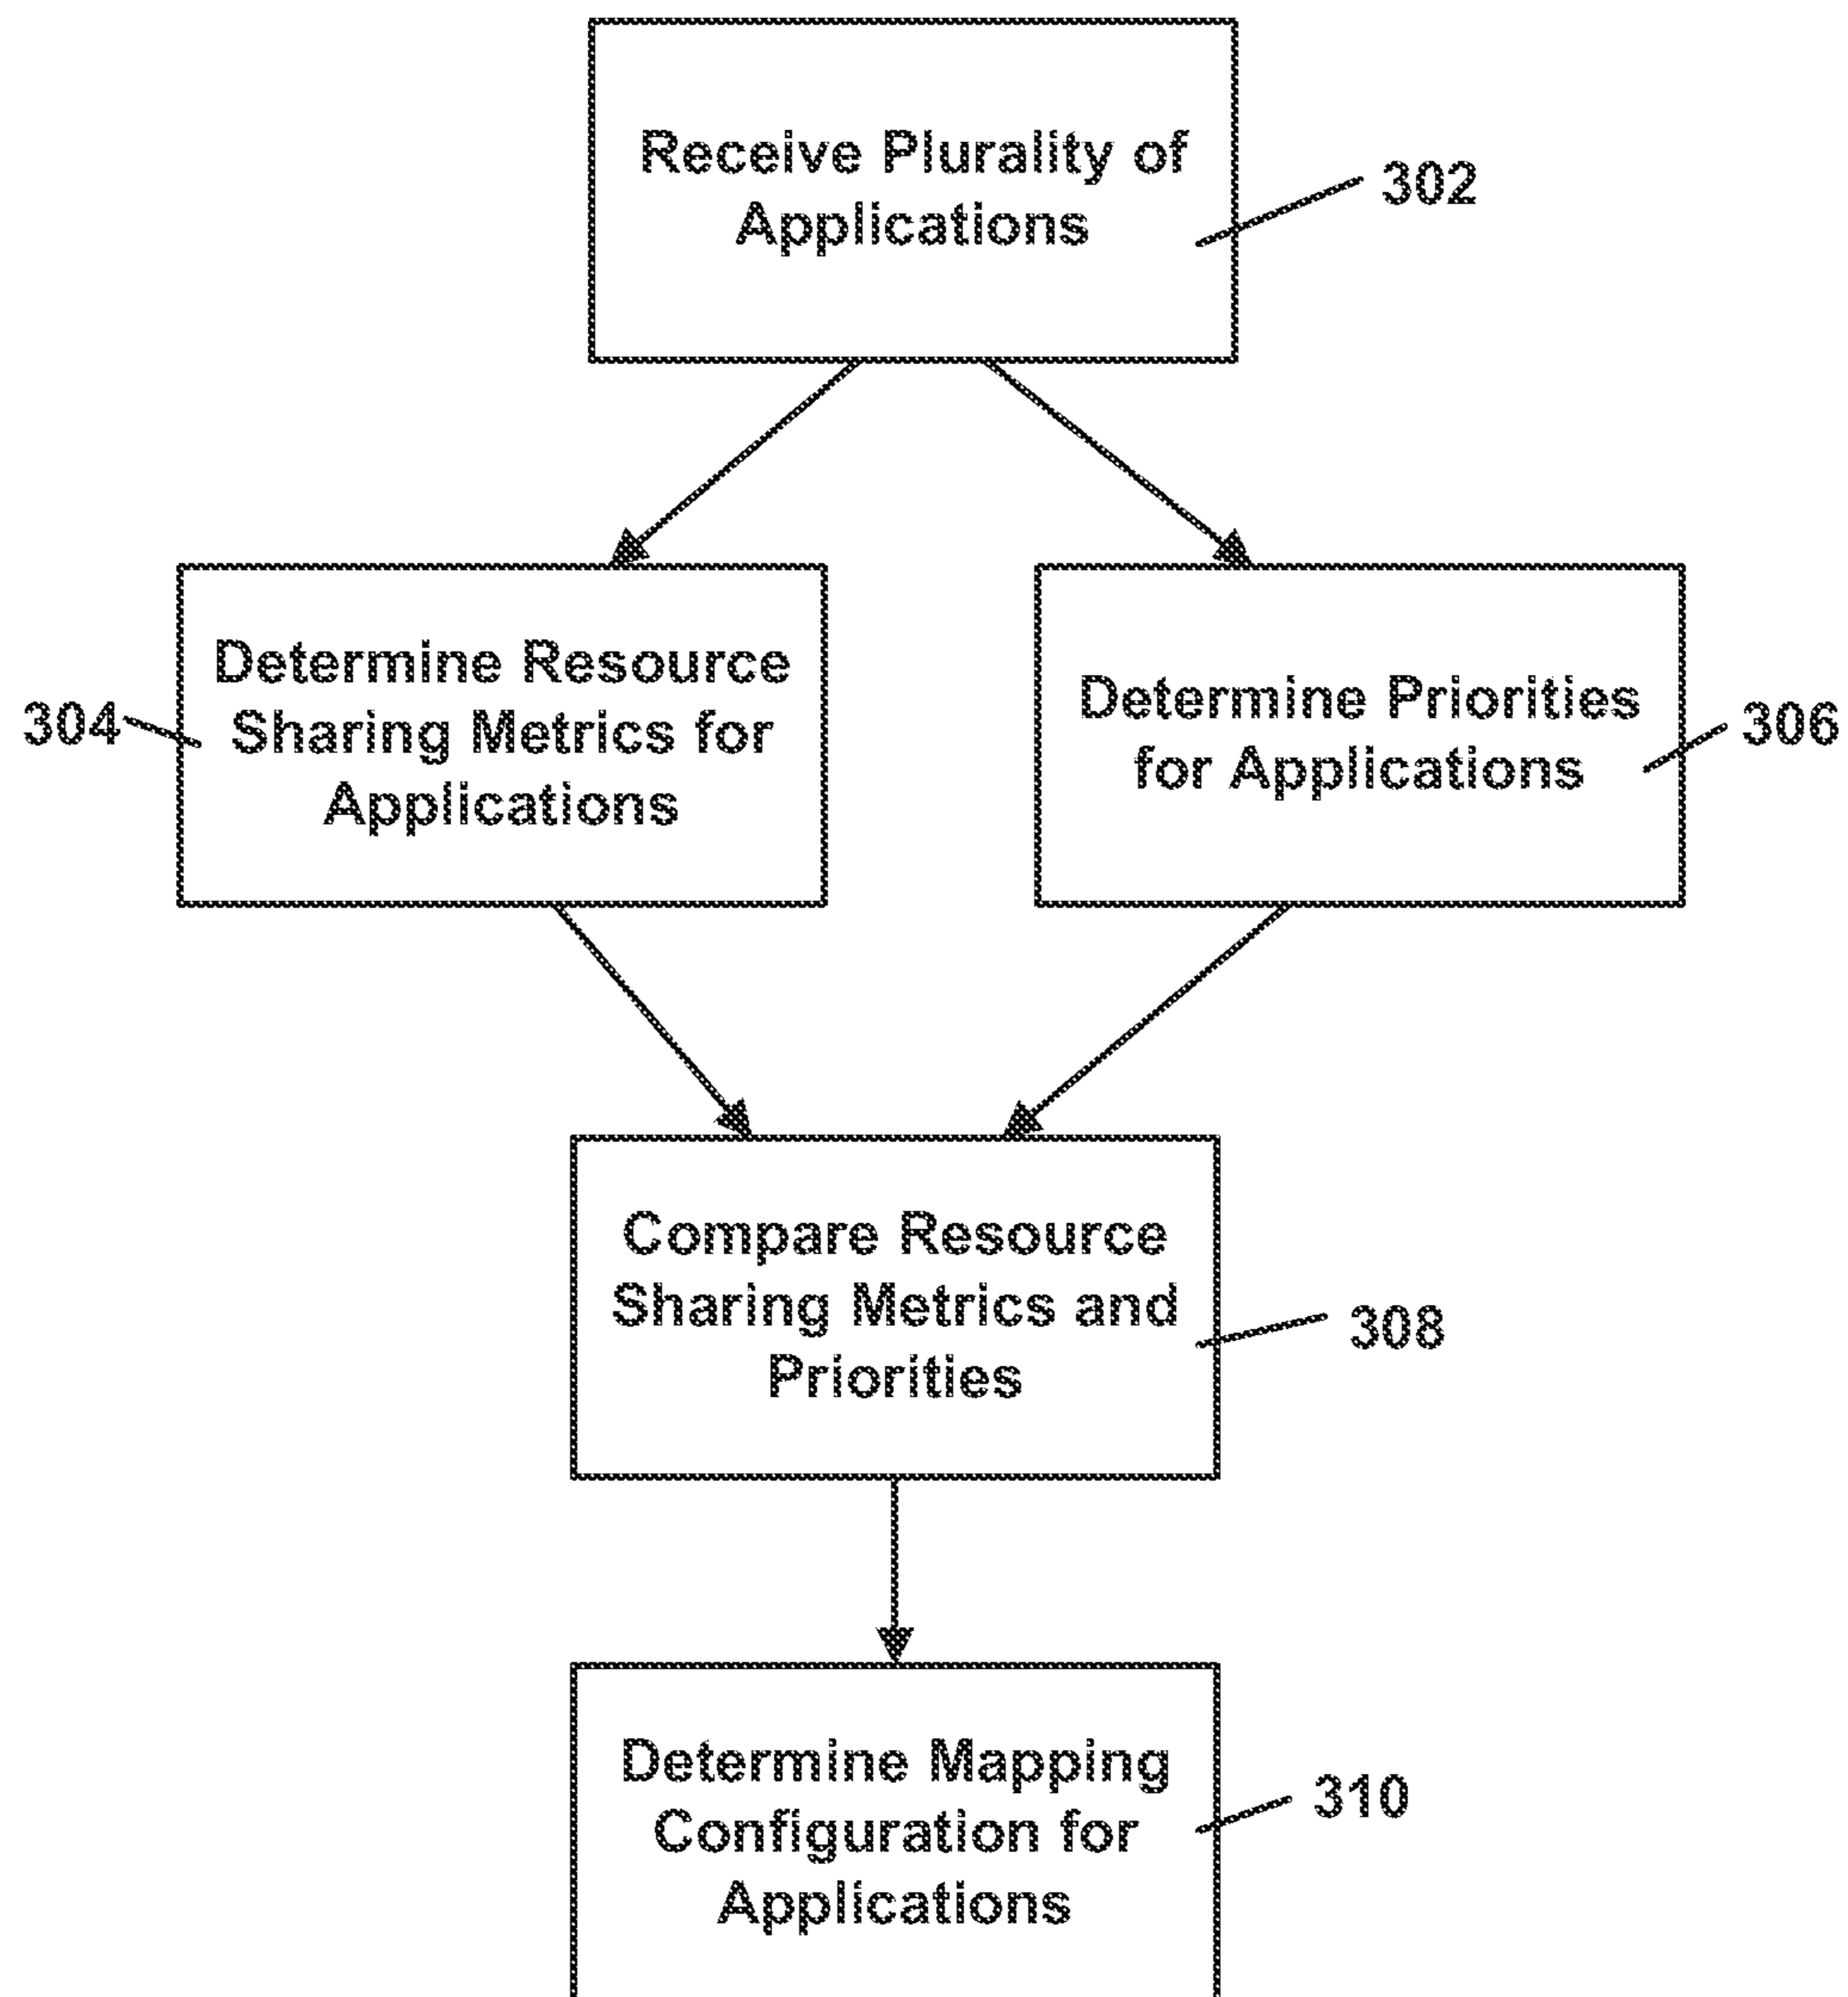 Receive Plurality of
Applications
302
Determine Resource
Sharing Metrics for
Applications
304
Determine Priorities
for Applications
306
Compare Resource
Sharing Metrics and
Priorities
308
Determine Mapping
Configuration for
Applications
310